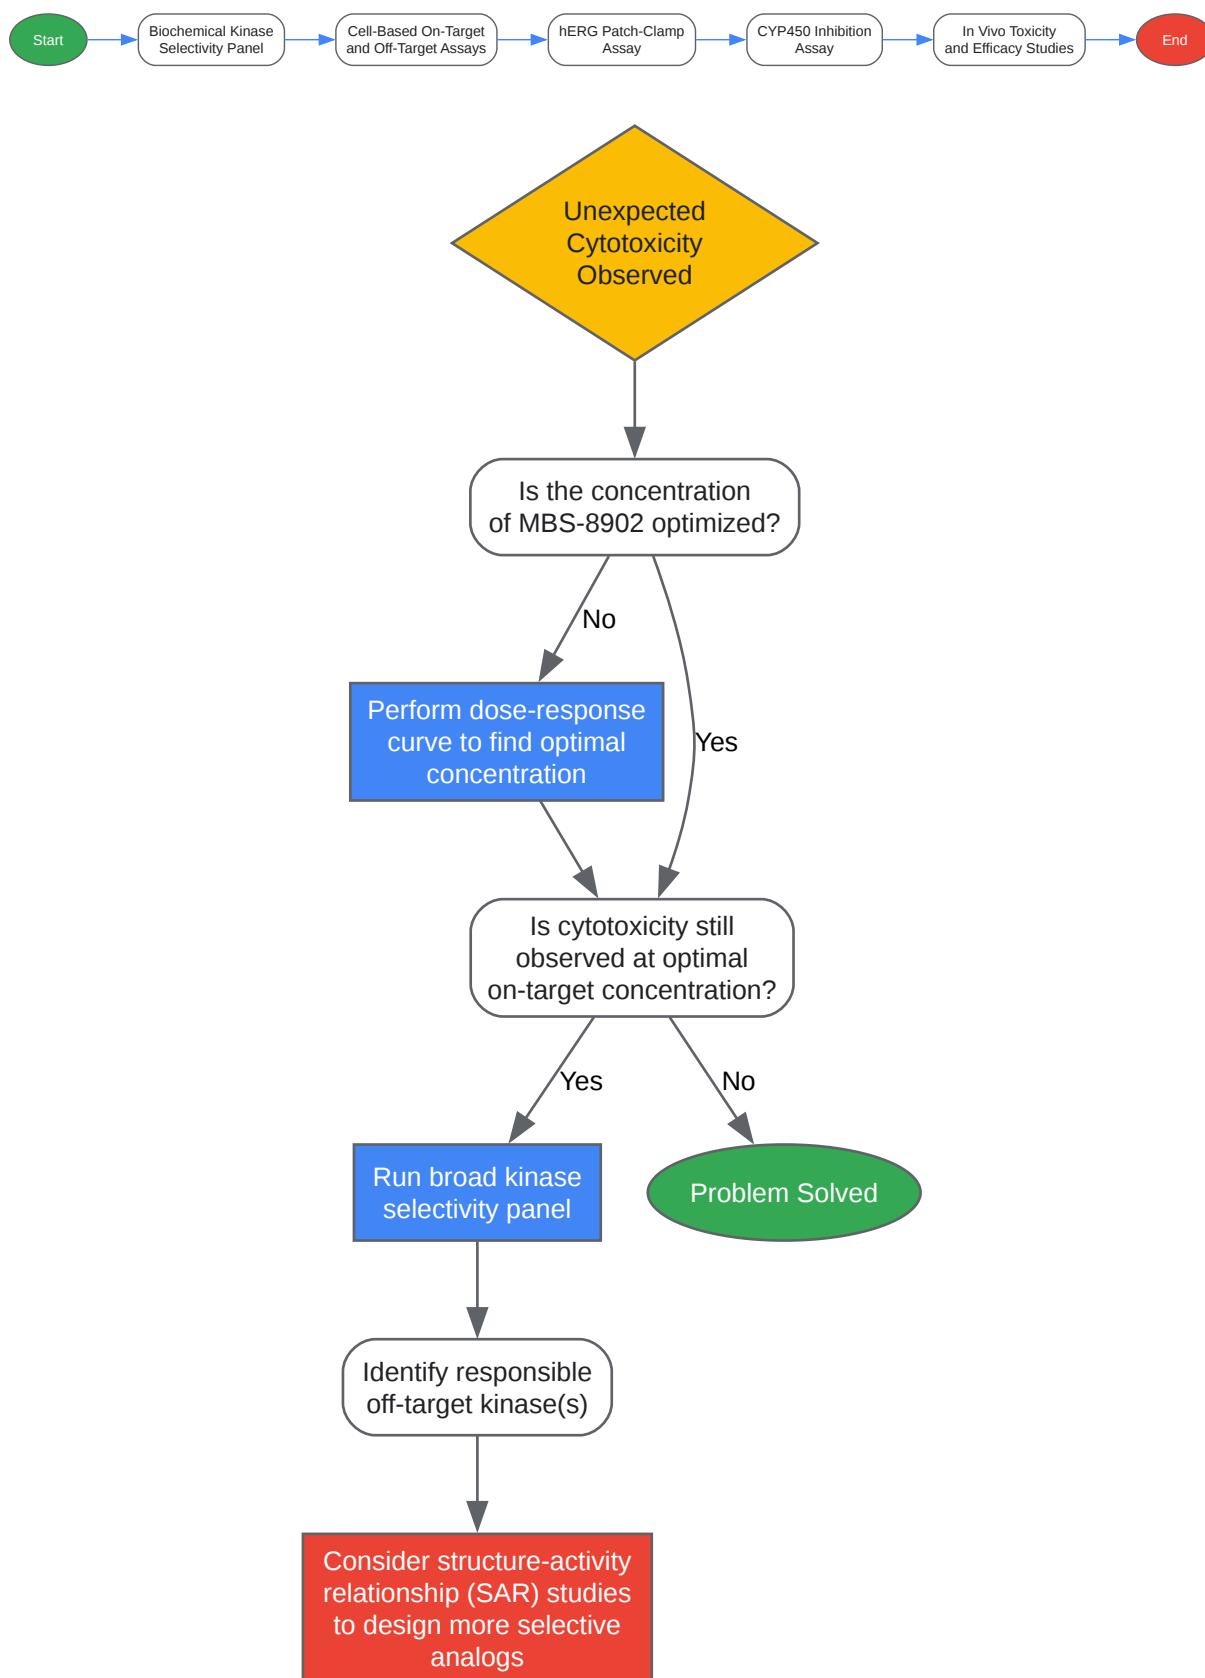 Start
Biochemical Kinase
Selectivity Panel
Cell-Based On-Target
and Off-Target Assays
hERG Patch-Clamp
Assay
CYP450 Inhibition
Assay
In Vivo Toxicity
and Efficacy Studies
End
Unexpected
Cytotoxicity
Observed
Is the concentration
of MBS-8902 optimized?
No
Yes
Perform dose-response
curve to find optimal
concentration
Is cytotoxicity still
observed at optimal
on-target concentration?
Yes
No
Run broad kinase
selectivity panel
Problem Solved
Identify responsible
off-target kinase(s)
Consider structure-activity
relationship (SAR) studies
to design more selective
analogs